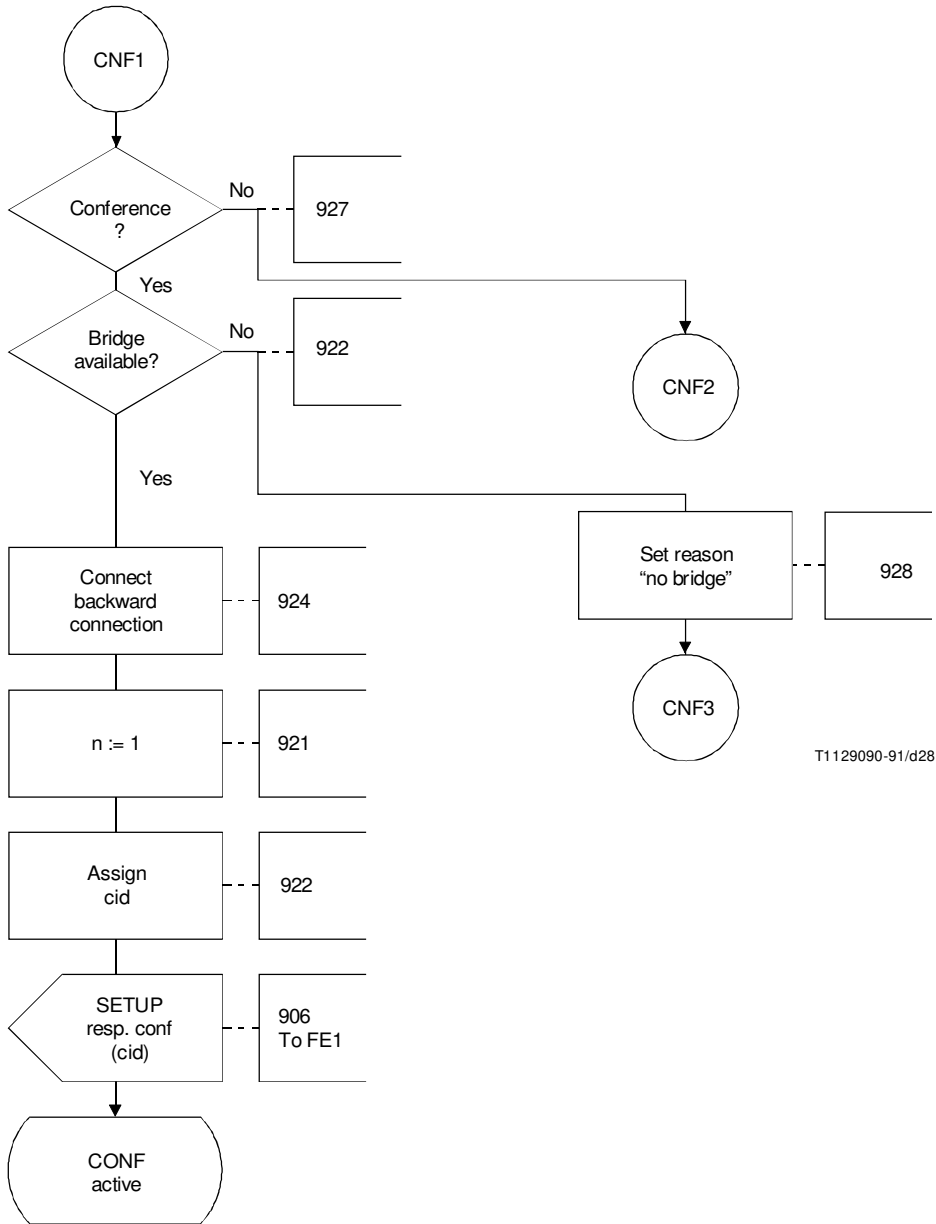 CNF1
Conference
?
No
927
Yes
Bridge
available?
No
922
CNF2
Yes
Connect
backward
connection
924
Set reason
“no bridge”
928
CNF3
n := 1
921
T1129090-91/d28
Assign
cid
922
SETUP
resp. conf
(cid)
906
To FE1
CONF
active